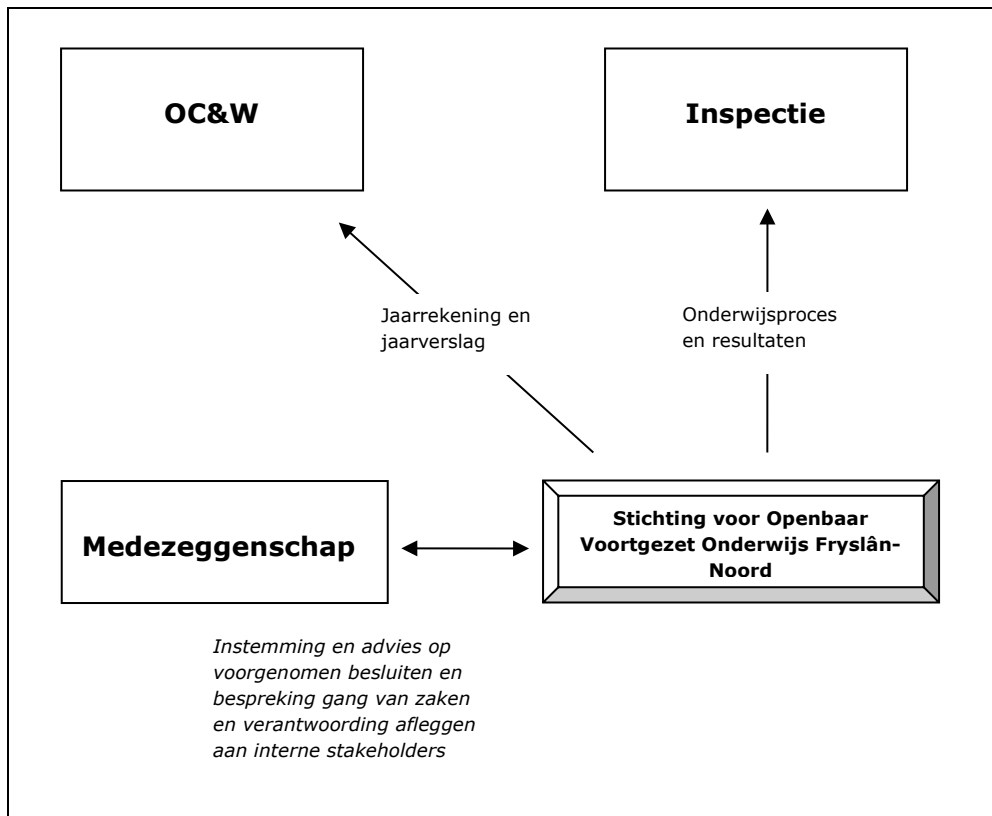 OC&W
Inspectie
Jaarrekening en
jaarverslag
Onderwijsproces
en resultaten
Medezeggenschap
Stichting voor Openbaar
Voortgezet Onderwijs Fryslân-
Noord
Instemming en advies op
voorgenomen besluiten en
bespreking gang van zaken
en verantwoording afleggen
aan interne stakeholders